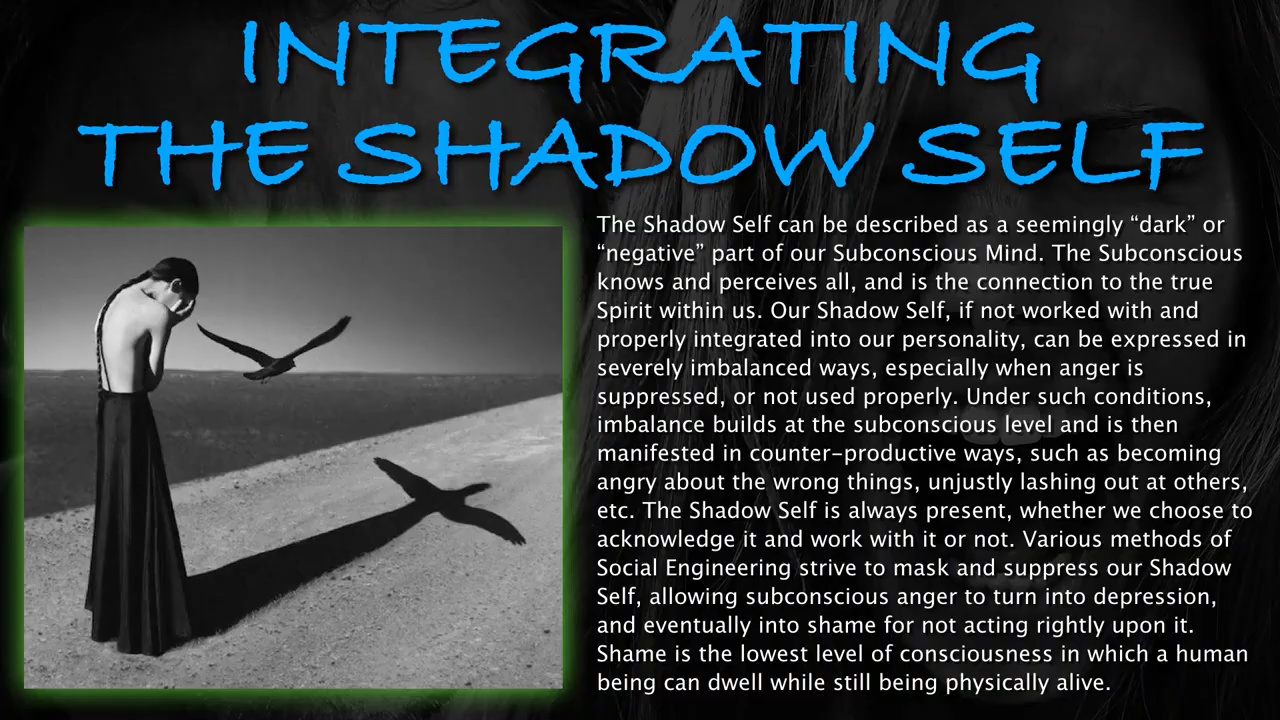 INTEGRATING
THE SHADOW SELF
The Shadow Self can be described as a seemingly “dark” or
“negative” part of our Subconscious Mind. The Subconscious
knows and perceives all, and is the connection to the true
Spirit within us. Our Shadow Self, if not worked with and
properly integrated into our personality, can be expressed in
severely imbalanced ways, especially when anger is
suppressed, or not used properly. Under such conditions,
imbalance builds at the subconscious level and is then
manifested in counter-productive ways, such as becoming
angry about the wrong things, unjustly lashing out at others,
etc. The Shadow Self is always present, whether we choose to
acknowledge it and work with it or not. Various methods of
Social Engineering strive to mask and suppress our Shadow
Self, allowing subconscious anger to turn into depression,
and eventually into shame for not acting rightly upon it.
Shame is the lowest level of consciousness in which a human
being can dwell while still being physically alive.